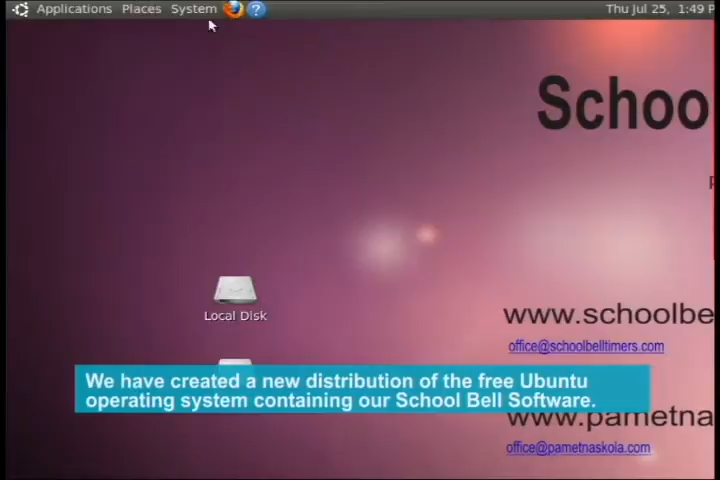 Applications Places System
Thu Jul 25, 1:49 P
Schoo
Local Disk
www.schoolbe
office@schoolbelltimers.com
We have created a new distribution of the free Ubuntu
operating system containing our School Bell Software.
www.pametna
office@pametnaskola.com